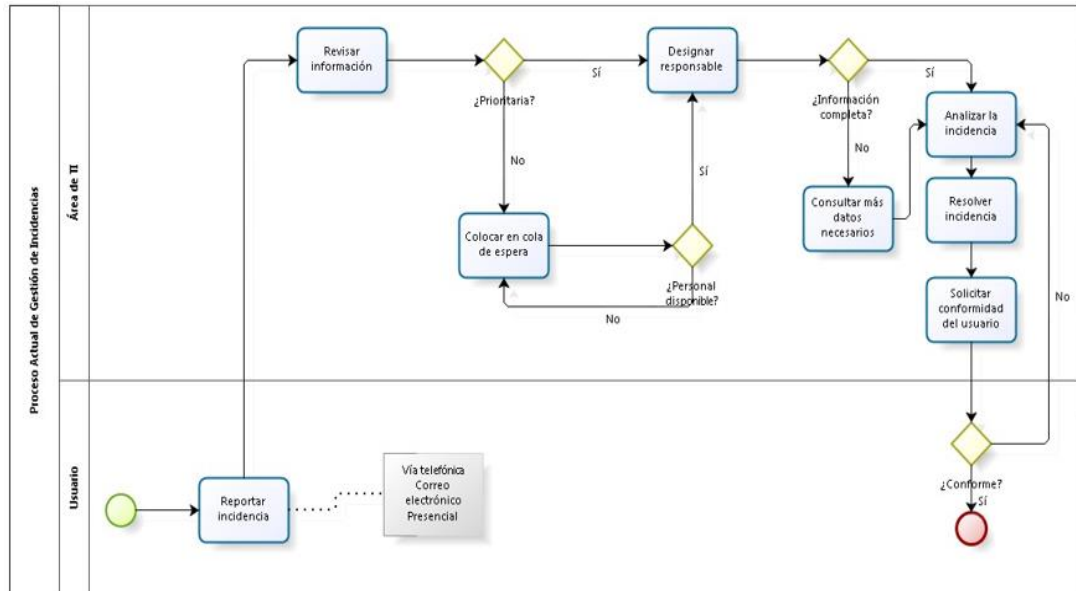 Proceso Actual de Gestión de Incidencias
Área de TI
Revisar
información
¿Prioritaria?
Sí
No
Colocar en cola
de espera
¿Personal
disponible?
No
Sí
Designar
responsable
¿Información
completa?
Sí
No
Consultar más
datos
necesarios
Analizar la
incidencia
Resolver
incidencia
Solicitar
conformidad
del usuario
No
Usuario
Reportar
incidencia
Vía telefónica
Correo
electrónico
Presencial
¿Conforme?
Sí